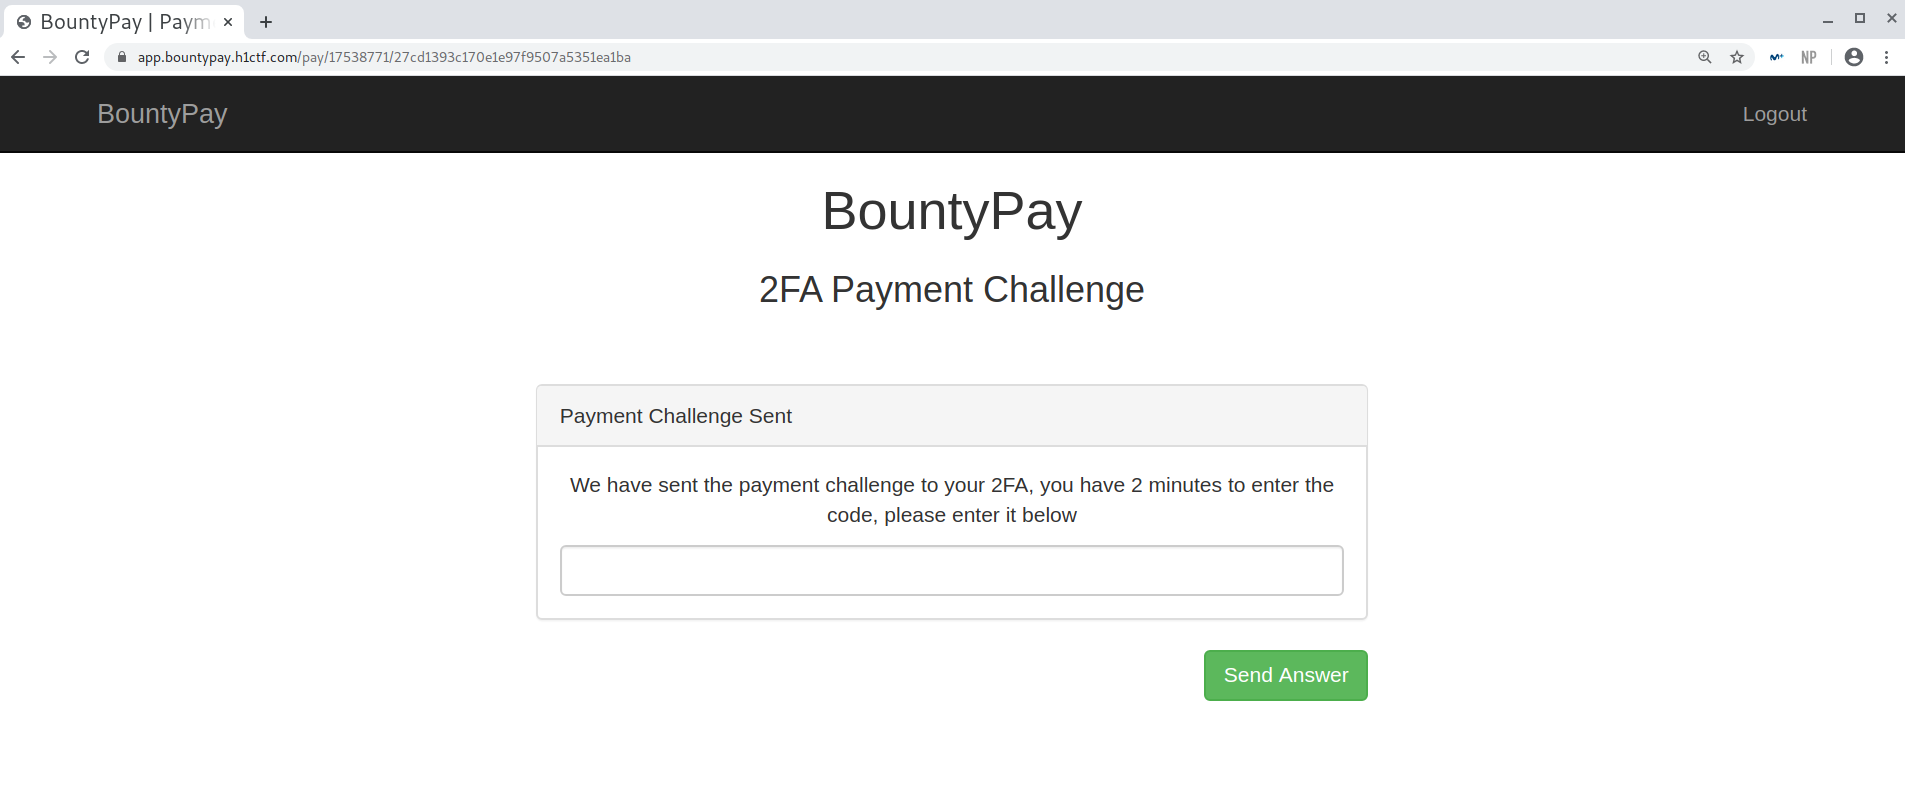 BountyPay | Paym
app.bountypay.h1ctf.com/pay/17538771/27cd1393c170e1e97f9507a5351ea1ba
NP
BountyPay
Logout
BountyPay
2FA Payment Challenge
Payment Challenge Sent
We have sent the payment challenge to your 2FA, you have 2 minutes to enter the
code, please enter it below
Send Answer